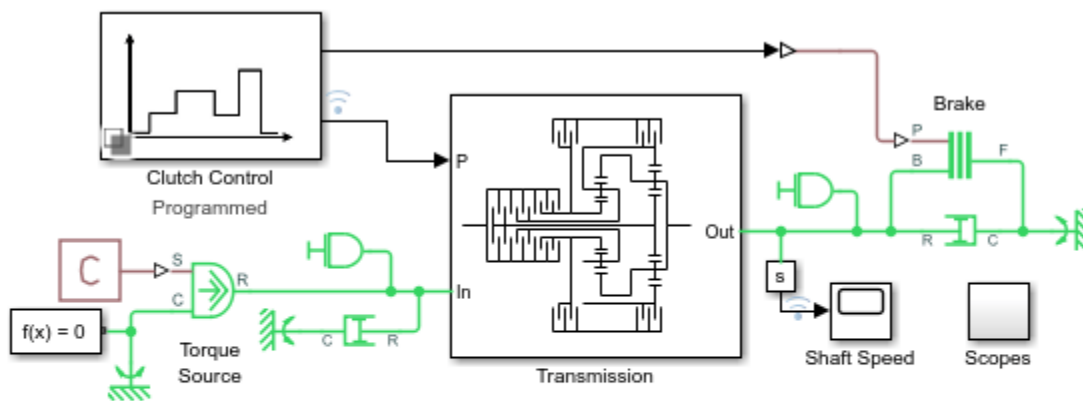 Brake
P
B
F
Clutch Control
Programmed
P
C
S
C
R
f(x) = 0
Torque
Source
In
C
R
Out
R
C
s
Transmission
Shaft Speed
Scopes